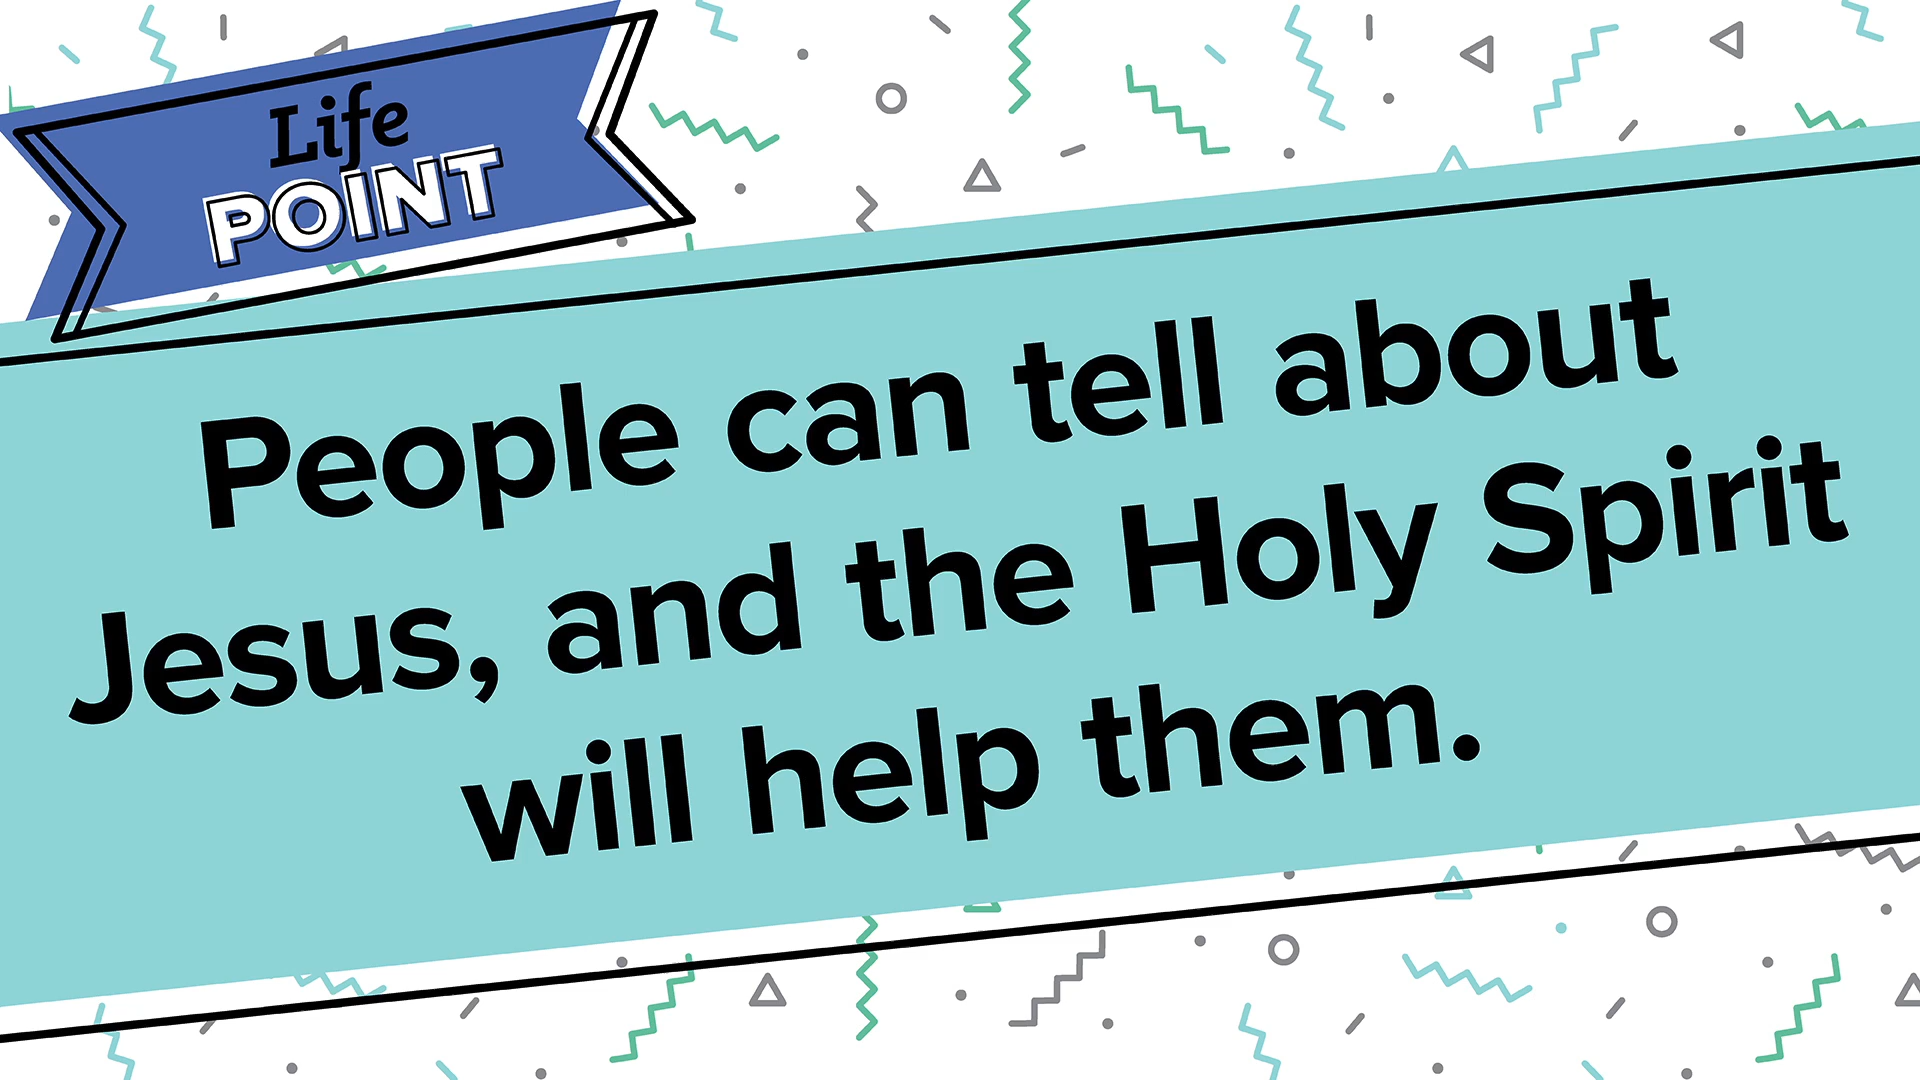 Life
POINT
People can tell about
Jesus, and the Holy Spirit
will help them.